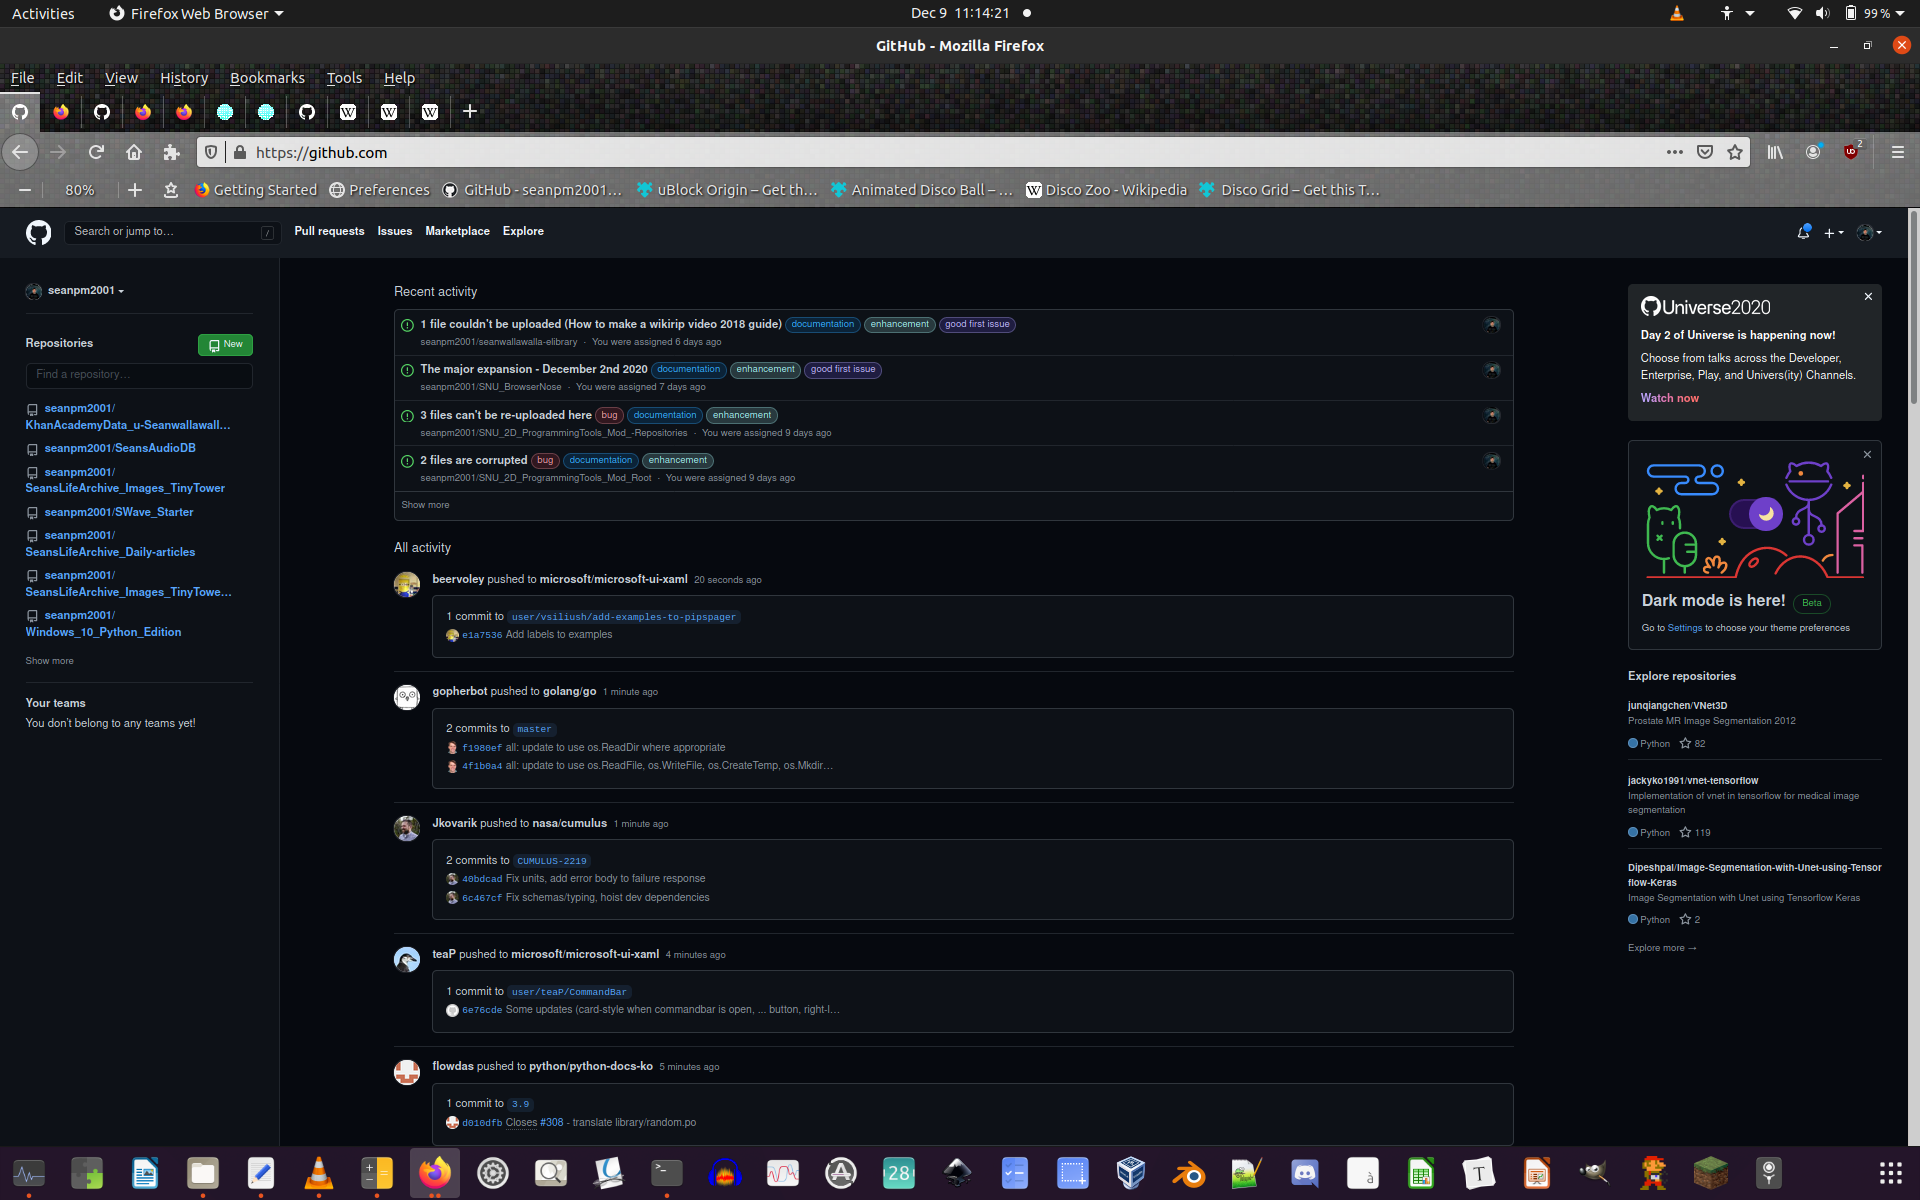 Activities
Firefox Web Browser
Dec 9 11:14:21
99 %
GitHub - Mozilla Firefox
File Edit View History Bookmarks Tools Help
https://github.com
2
80%
Getting Started
Preferences
GitHub - seanpm2001...
uBlock Origin – Get th...
Animated Disco Ball – ...
Disco Zoo - Wikipedia
Disco Grid – Get this T...
Search or jump to...
/
Pull requests Issues Marketplace Explore
seanpm2001
Repositories
New
Find a repository...
seanpm2001/
KhanAcademyData_u-Seanwallawall...
seanpm2001/SeansAudioDB
seanpm2001/
SeansLifeArchive_Images_TinyTower
seanpm2001/SWave_Starter
seanpm2001/
SeansLifeArchive_Daily-articles
seanpm2001/
SeansLifeArchive_Images_TinyTowe...
seanpm2001/
Windows_10_Python_Edition
Show more
Your teams
You don't belong to any teams yet!
Recent activity
1 file couldn't be uploaded (How to make a wikirip video 2018 guide) documentation enhancement good first issue
seanpm2001/seanwallawalla-elibrary · You were assigned 6 days ago
The major expansion - December 2nd 2020 documentation enhancement good first issue
seanpm2001/SNU_BrowserNose · You were assigned 7 days ago
3 files can't be re-uploaded here bug documentation enhancement
seanpm2001/SNU_2D_ProgrammingTools_Mod_-Repositories · You were assigned 9 days ago
2 files are corrupted bug documentation enhancement
seanpm2001/SNU_2D_ProgrammingTools_Mod_Root · You were assigned 9 days ago
Show more
All activity
beervoley pushed to microsoft/microsoft-ui-xaml 20 seconds ago
1 commit to user/vsiliush/add-examples-to-pipspager
e1a7536 Add labels to examples
gopherbot pushed to golang/go 1 minute ago
2 commits to master
f1980ef all: update to use os.ReadDir where appropriate
4f1b0a4 all: update to use os.ReadFile, os.WriteFile, os.CreateTemp, os.Mkdir...
Jkovarik pushed to nasa/cumulus 1 minute ago
2 commits to CUMULUS-2219
40bdcad Fix units, add error body to failure response
6c467cf Fix schemas/typing, hoist dev dependencies
teaP pushed to microsoft/microsoft-ui-xaml 4 minutes ago
1 commit to user/teaP/CommandBar
6e76cde Some updates (card-style when commandbar is open, ... button, right-l...
flowdas pushed to python/python-docs-ko 5 minutes ago
1 commit to 3.9
d010dfb Closes #308 - translate library/random.po
Universe2020
Day 2 of Universe is happening now!
Choose from talks across the Developer,
Enterprise, Play, and Univers(ity) Channels.
Watch now
Dark mode is here! Beta
Go to Settings to choose your theme preferences
Explore repositories
junqiangchen/VNet3D
Prostate MR Image Segmentation 2012
Python 82
jackyko1991/vnet-tensorflow
Implementation of vnet in tensorflow for medical image
segmentation
Python 119
Dipeshpal/Image-Segmentation-with-Unet-using-Tensor
flow-Keras
Image Segmentation with Unet using Tensorflow Keras
Python 2
Explore more →
28
à
T